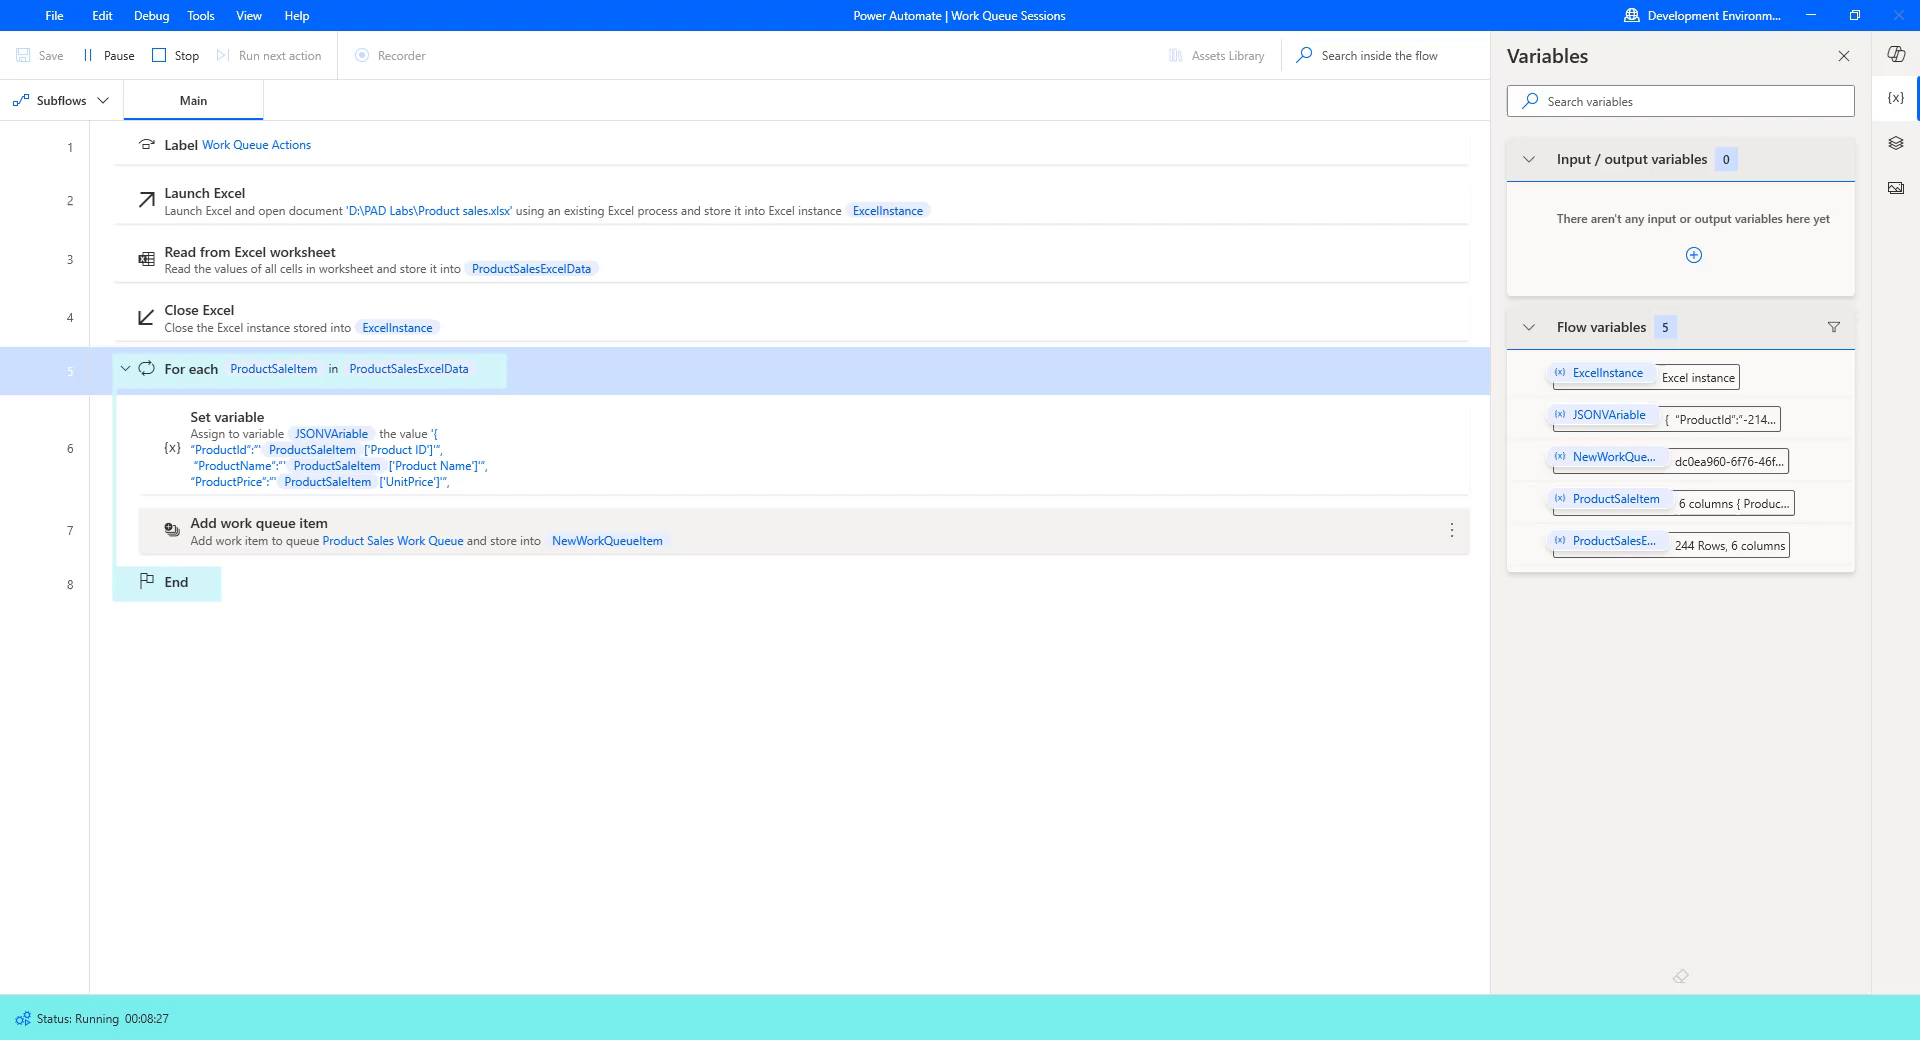 File Edit Debug Tools View Help
Power Automate | Work Queue Sessions
Development Environm...
Save Pause Stop Run next action Recorder
Assets Library Search inside the flow
Subflows Main
1 Label Work Queue Actions
2 Launch Excel
Launch Excel and open document 'D:\PAD Labs\Product sales.xlsx' using an existing Excel process and store it into Excel instance ExcelInstance
3 Read from Excel worksheet
Read the values of all cells in worksheet and store it into ProductSalesExcelData
4 Close Excel
Close the Excel instance stored into ExcelInstance
5 For each ProductSaleItem in ProductSalesExcelData
Set variable
Assign to variable JSONVAriable the value '{
6 {x} "ProductId":"' ProductSaleItem ['Product ID']'",
"ProductName":"' ProductSaleItem ['Product Name']'",
"ProductPrice":"' ProductSaleItem ['UnitPrice']'",
7 Add work queue item
Add work item to queue Product Sales Work Queue and store into NewWorkQueueItem
8 End
Variables
Search variables
Input / output variables 0
There aren't any input or output variables here yet
Flow variables 5
{x} ExcelInstance Excel instance
{x} JSONVAriable { "ProductId":"-214...
{x} NewWorkQue... dc0ea960-6f76-46f...
{x} ProductSaleItem 6 columns { Produc...
{x} ProductSalesE... 244 Rows, 6 columns
{x}
Status: Running 00:08:27